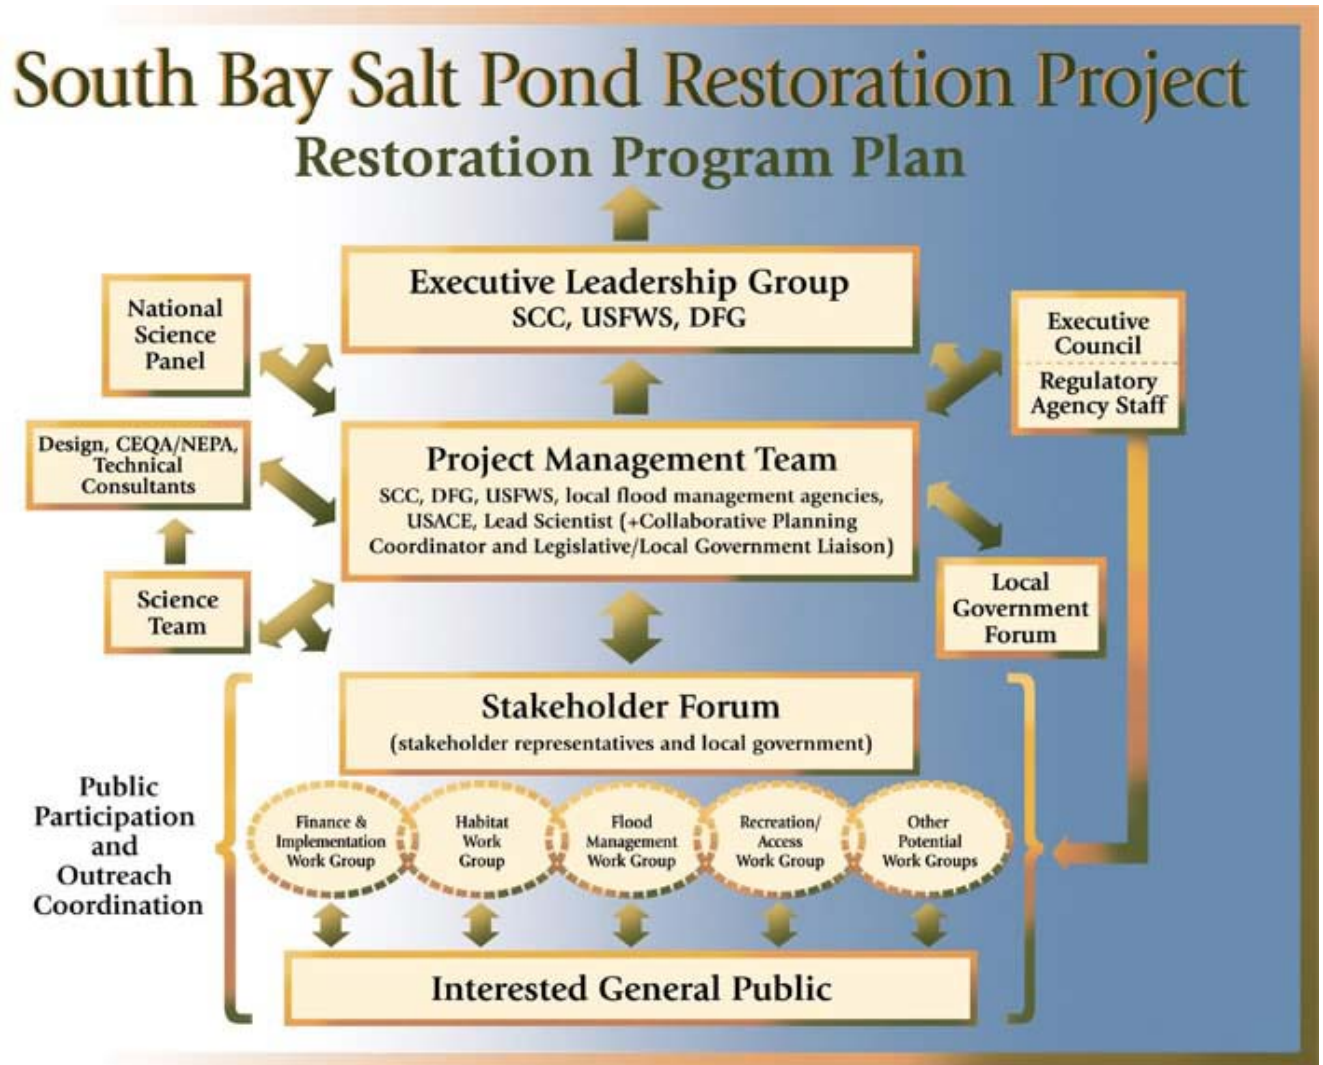 South Bay Salt Pond Restoration Project
Restoration Program Plan
Executive Leadership Group
SCC, USFWS, DFG
National
Science
Panel
Executive
Council
Regulatory
Agency Staff
Design, CEQA/NEPA,
Technical
Consultants
Project Management Team
SCC, DFG, USFWS, local flood management agencies,
USACE, Lead Scientist (+Collaborative Planning
Coordinator and Legislative/Local Government Liaison)
Science
Team
Local
Government
Forum
Stakeholder Forum
(stakeholder representatives and local government)
Public
Participation
and
Outreach
Coordination
Finance &
Implementation
Work Group
Habitat
Work
Group
Flood
Management
Work Group
Recreation/
Access
Work Group
Other
Potential
Work Groups
Interested General Public